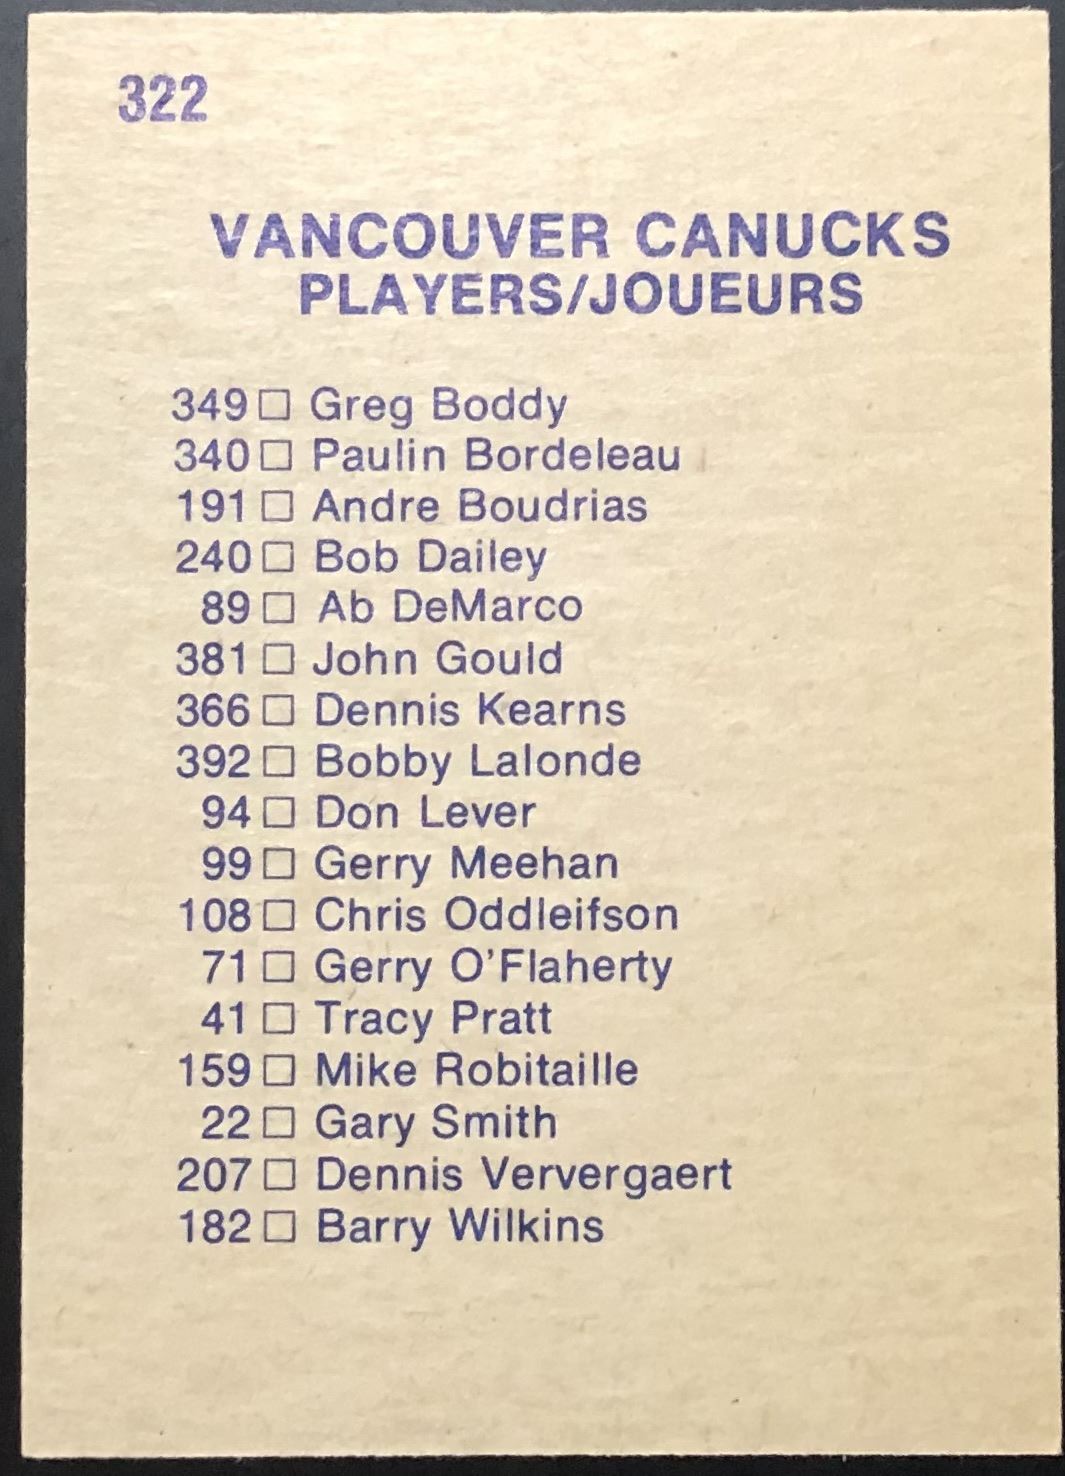 322
VANCOUVER CANUCKS
PLAYERS/JOUEURS
349 □ Greg Boddy
340 □ Paulin Bordeleau
191 □ Andre Boudrias
240 □ Bob Dailey
89 □ Ab DeMarco
381 □ John Gould
366 □ Dennis Kearns
392 □ Bobby Lalonde
94 □ Don Lever
99 □ Gerry Meehan
108 □ Chris Oddleifson
71 □ Gerry O'Flaherty
41 □ Tracy Pratt
159 □ Mike Robitaille
22 □ Gary Smith
207 □ Dennis Ververgaert
182 □ Barry Wilkins